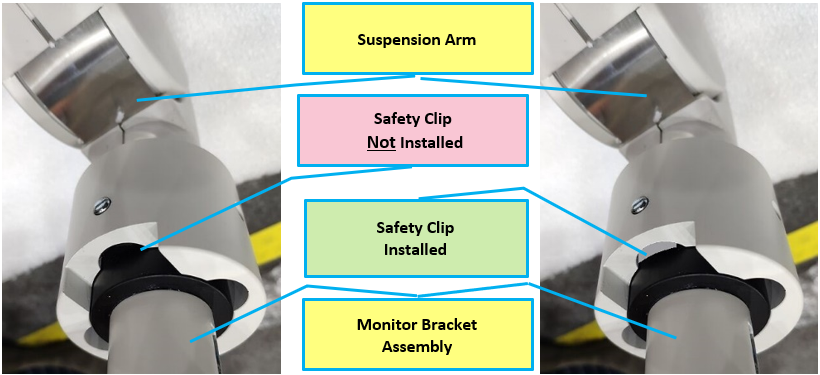 Suspension Arm
Safety Clip
Not Installed
Safety Clip
Installed
Monitor Bracket
Assembly